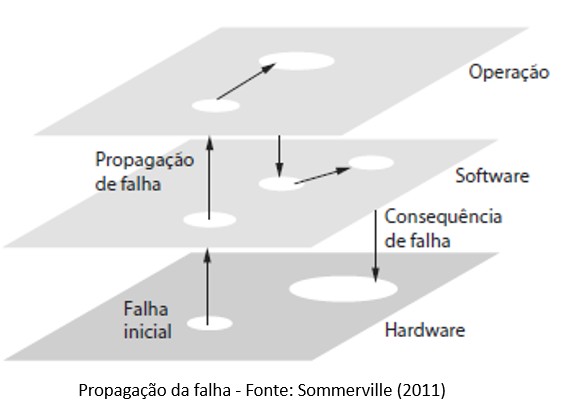 Operação
Propagação
de falha
Software
Consequência
de falha
Falha
inicial
Hardware
Propagação da falha - Fonte: Sommerville (2011)